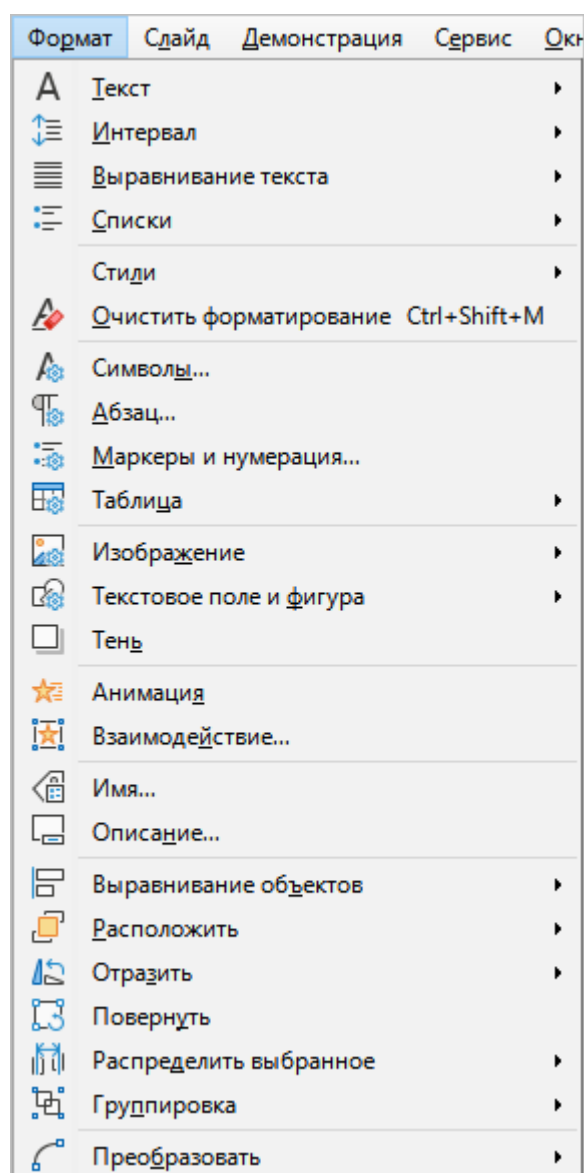 Формат Слайд Демонстрация Сервис
Текст
Интервал
Выравнивание текста
Списки
Стили
Очистить форматирование Ctrl+Shift+M
Символы...
Абзац...
Маркеры и нумерация...
Таблица
Изображение
Текстовое поле и фигура
Тень
Анимация
Взаимодействие...
Имя...
Описание...
Выравнивание объектов
Расположить
Отразить
Повернуть
Распределить выбранное
Группировка
Преобразовать